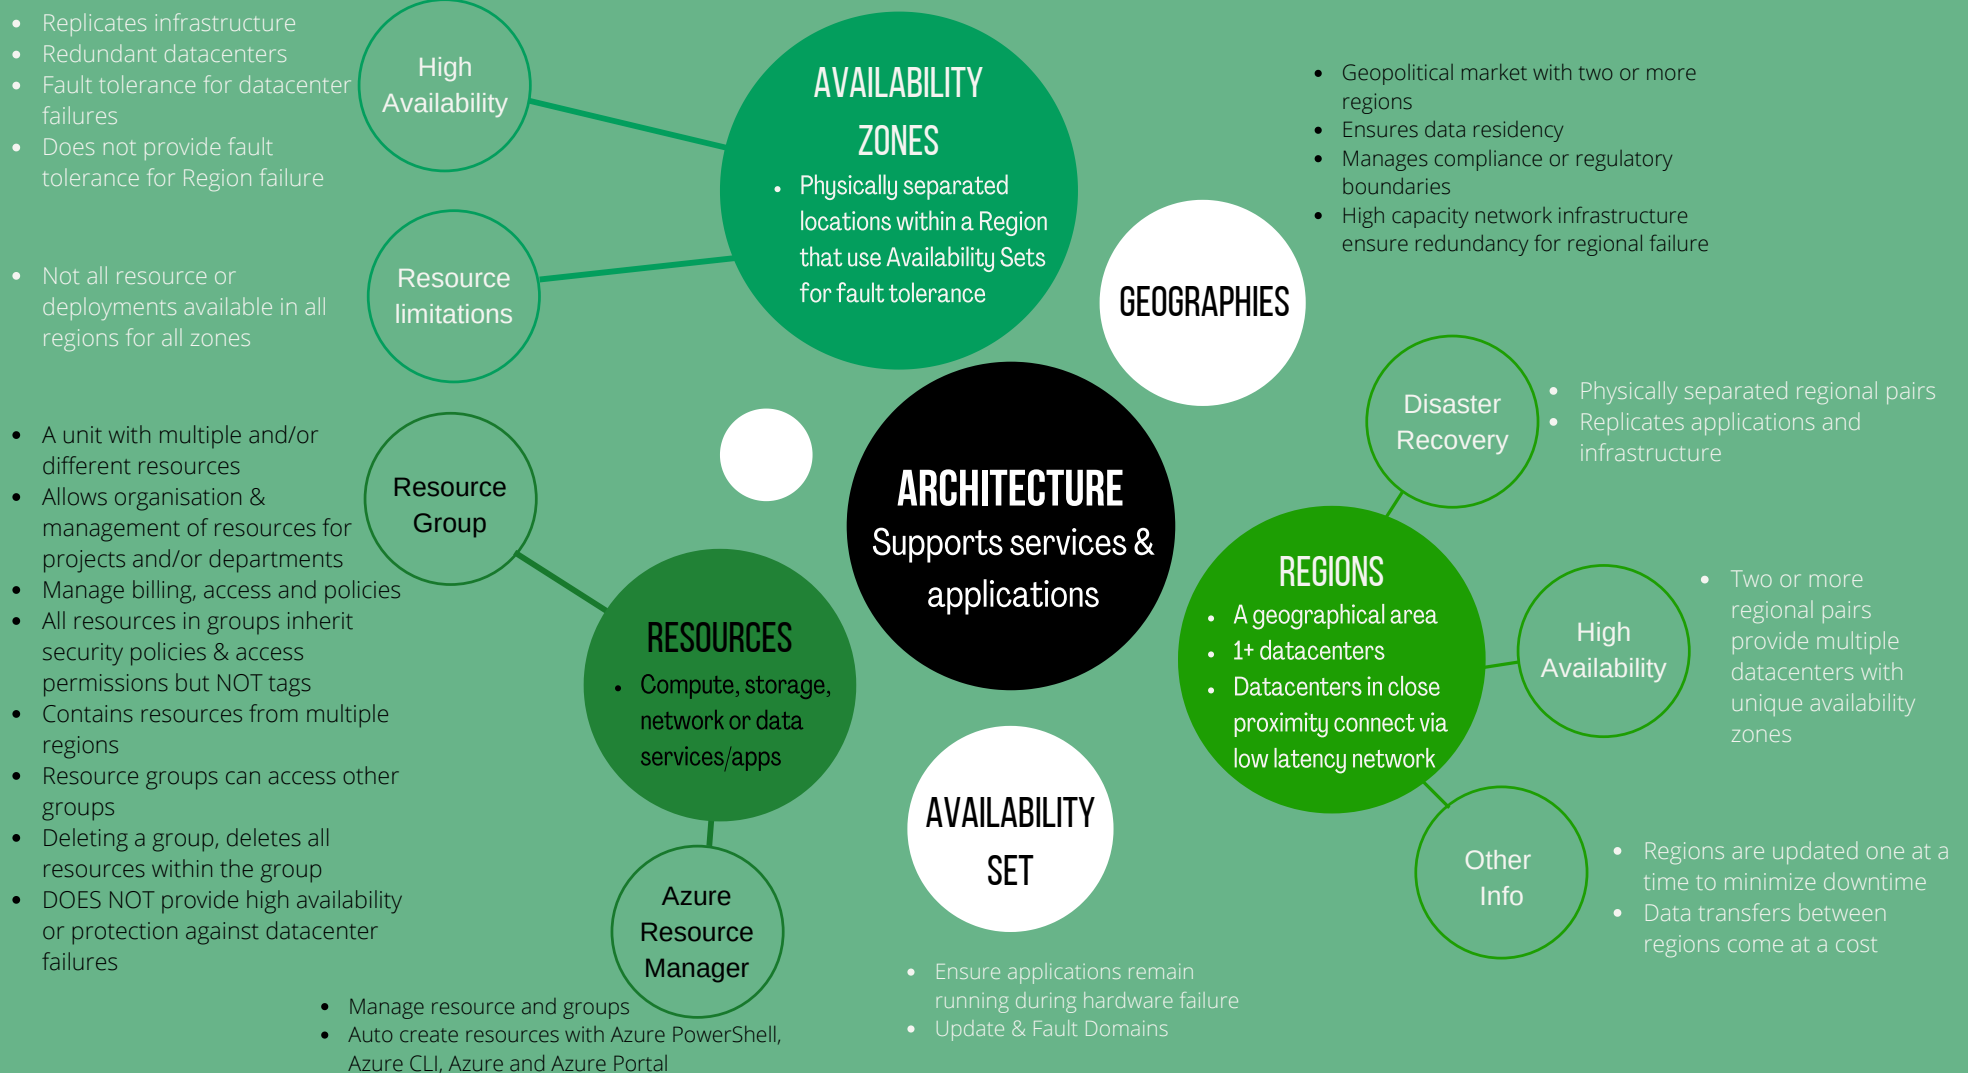 • Replicates infrastructure
• Redundant datacenters
• Fault tolerance for datacenter
failures
• Does not provide fault
tolerance for Region failure
High
Availability
• Not all resource or
deployments available in all
regions for all zones
Resource
limitations
AVAILABILITY
ZONES
• Physically separated
locations within a Region
that use Availability Sets
for fault tolerance
GEOGRAPHIES
• Geopolitical market with two or more
regions
• Ensures data residency
• Manages compliance or regulatory
boundaries
• High capacity network infrastructure
ensure redundancy for regional failure
ARCHITECTURE
Supports services &
applications
Disaster
Recovery
• Physically separated regional pairs
• Replicates applications and
infrastructure
REGIONS
• A geographical area
• 1+ datacenters
• Datacenters in close
proximity connect via
low latency network
High
Availability
• Two or more
regional pairs
provide multiple
datacenters with
unique availability
zones
Other
Info
• Regions are updated one at a
time to minimize downtime
• Data transfers between
regions come at a cost
• A unit with multiple and/or
different resources
• Allows organisation &
management of resources for
projects and/or departments
• Manage billing, access and policies
• All resources in groups inherit
security policies & access
permissions but NOT tags
• Contains resources from multiple
regions
• Resource groups can access other
groups
• Deleting a group, deletes all
resources within the group
• DOES NOT provide high availability
or protection against datacenter
failures
Resource
Group
RESOURCES
• Compute, storage,
network or data
services/apps
Azure
Resource
Manager
• Manage resource and groups
• Auto create resources with Azure PowerShell,
Azure CLI, Azure and Azure Portal
AVAILABILITY
SET
• Ensure applications remain
running during hardware failure
• Update & Fault Domains